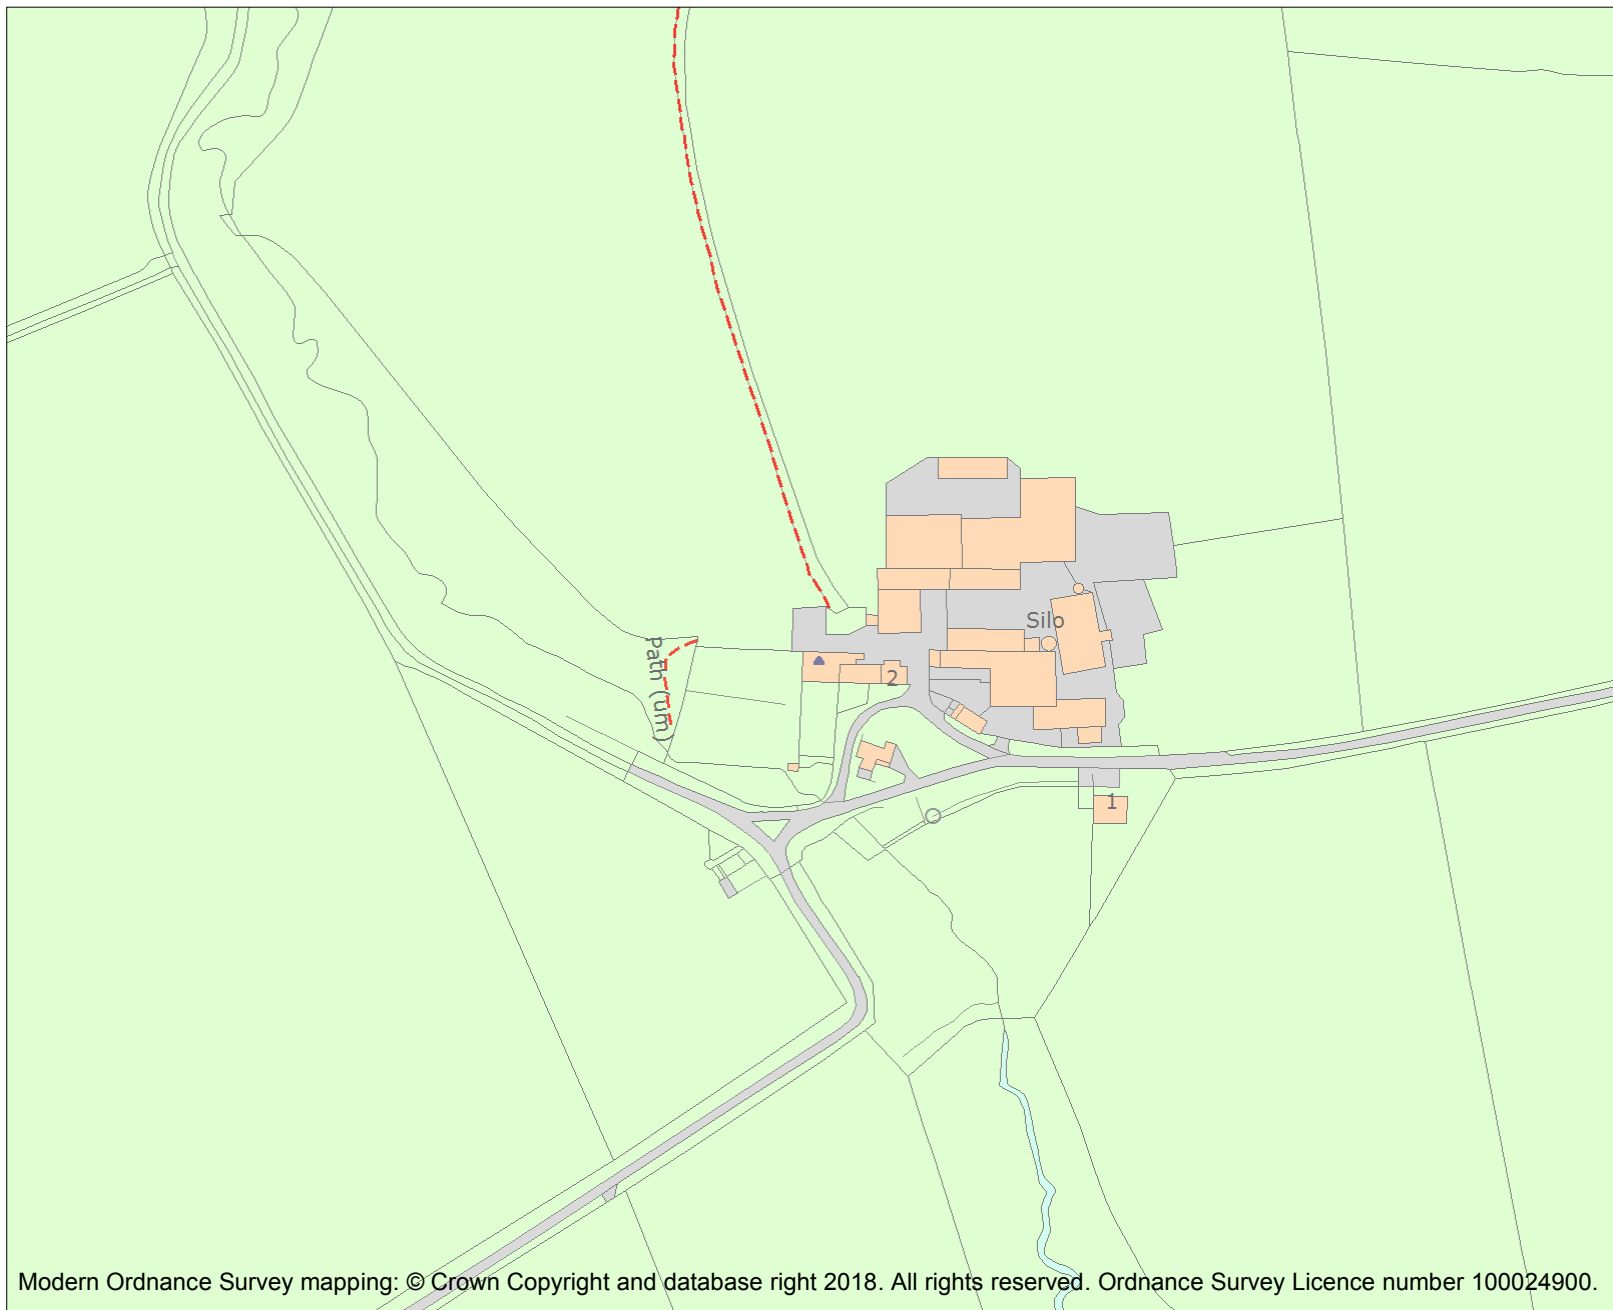 Silo
Path (um)
2
1
Modern Ordnance Survey mapping: © Crown Copyright and database right 2018. All rights reserved. Ordnance Survey Licence number 100024900.